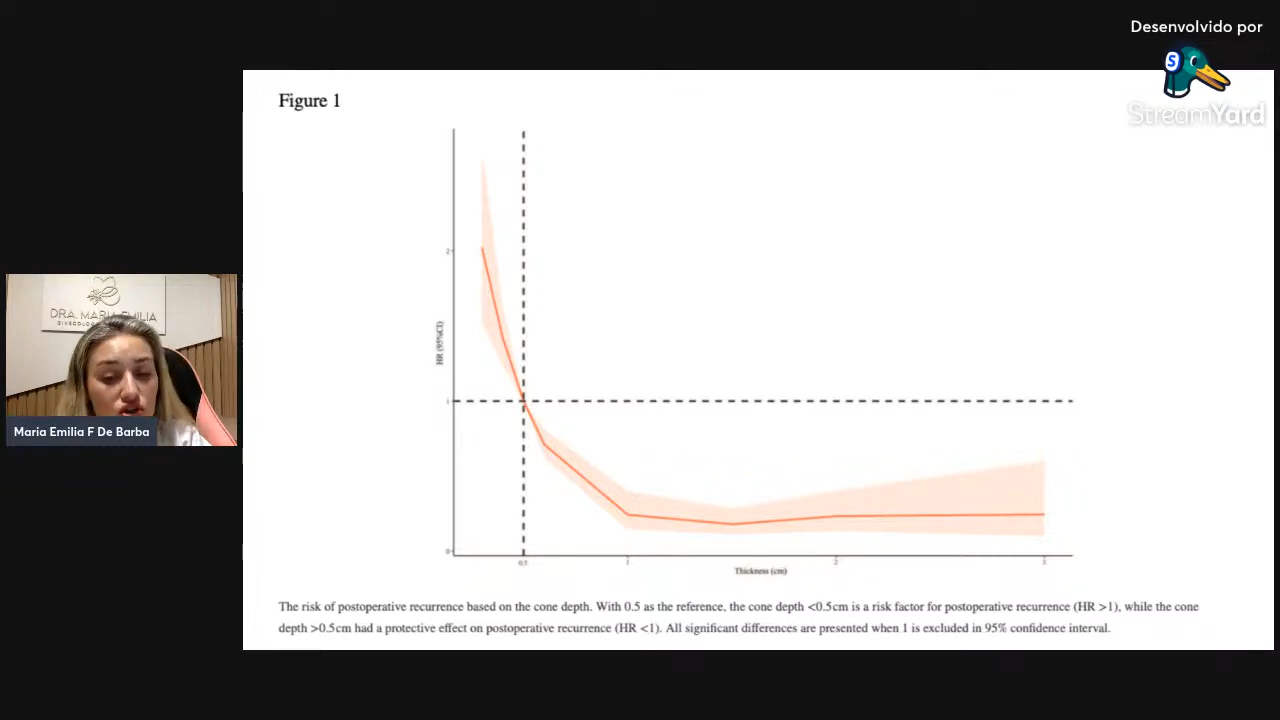 Desenvolvido por
StreamYard
Figure 1
2
HR (95%CI)
1
0
0.5
1
2
3
Thickness (cm)
The risk of postoperative recurrence based on the cone depth. With 0.5 as the reference, the cone depth <0.5cm is a risk factor for postoperative recurrence (HR >1), while the cone
depth >0.5cm had a protective effect on postoperative recurrence (HR <1). All significant differences are presented when 1 is excluded in 95% confidence interval.
DRA. MARIA EMILIA
Maria Emilia F De Barba